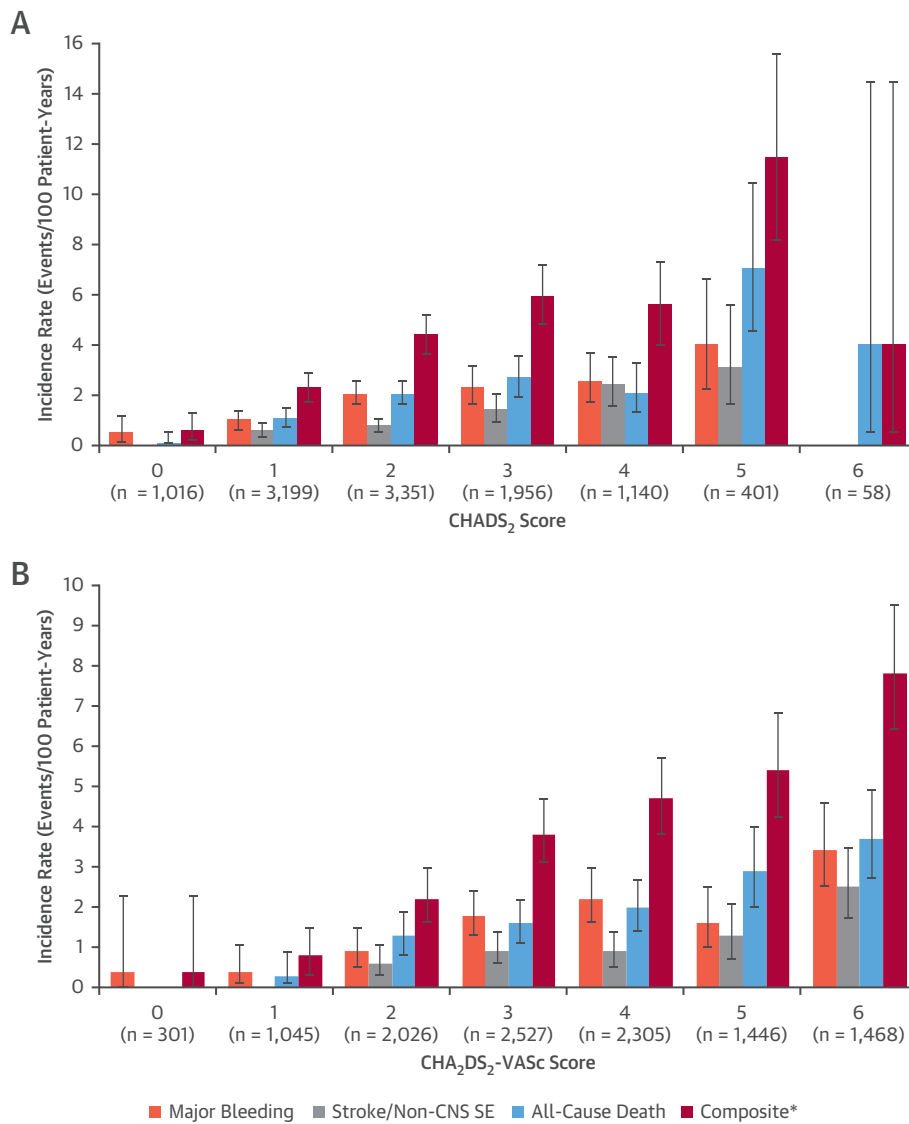 A
Incidence Rate (Events/100 Patient-Years)
16
14
12
10
8
6
4
2
0
0 1 2 3 4 5 6
(n = 1,016) (n = 3,199) (n = 3,351) (n = 1,956) (n = 1,140) (n = 401) (n = 58)
CHADS₂ Score
B
Incidence Rate (Events/100 Patient-Years)
10
9
8
7
6
5
4
3
2
1
0
0 1 2 3 4 5 6
(n = 301) (n = 1,045) (n = 2,026) (n = 2,527) (n = 2,305) (n = 1,446) (n = 1,468)
CHA₂DS₂-VASc Score
Major Bleeding Stroke/Non-CNS SE All-Cause Death Composite*